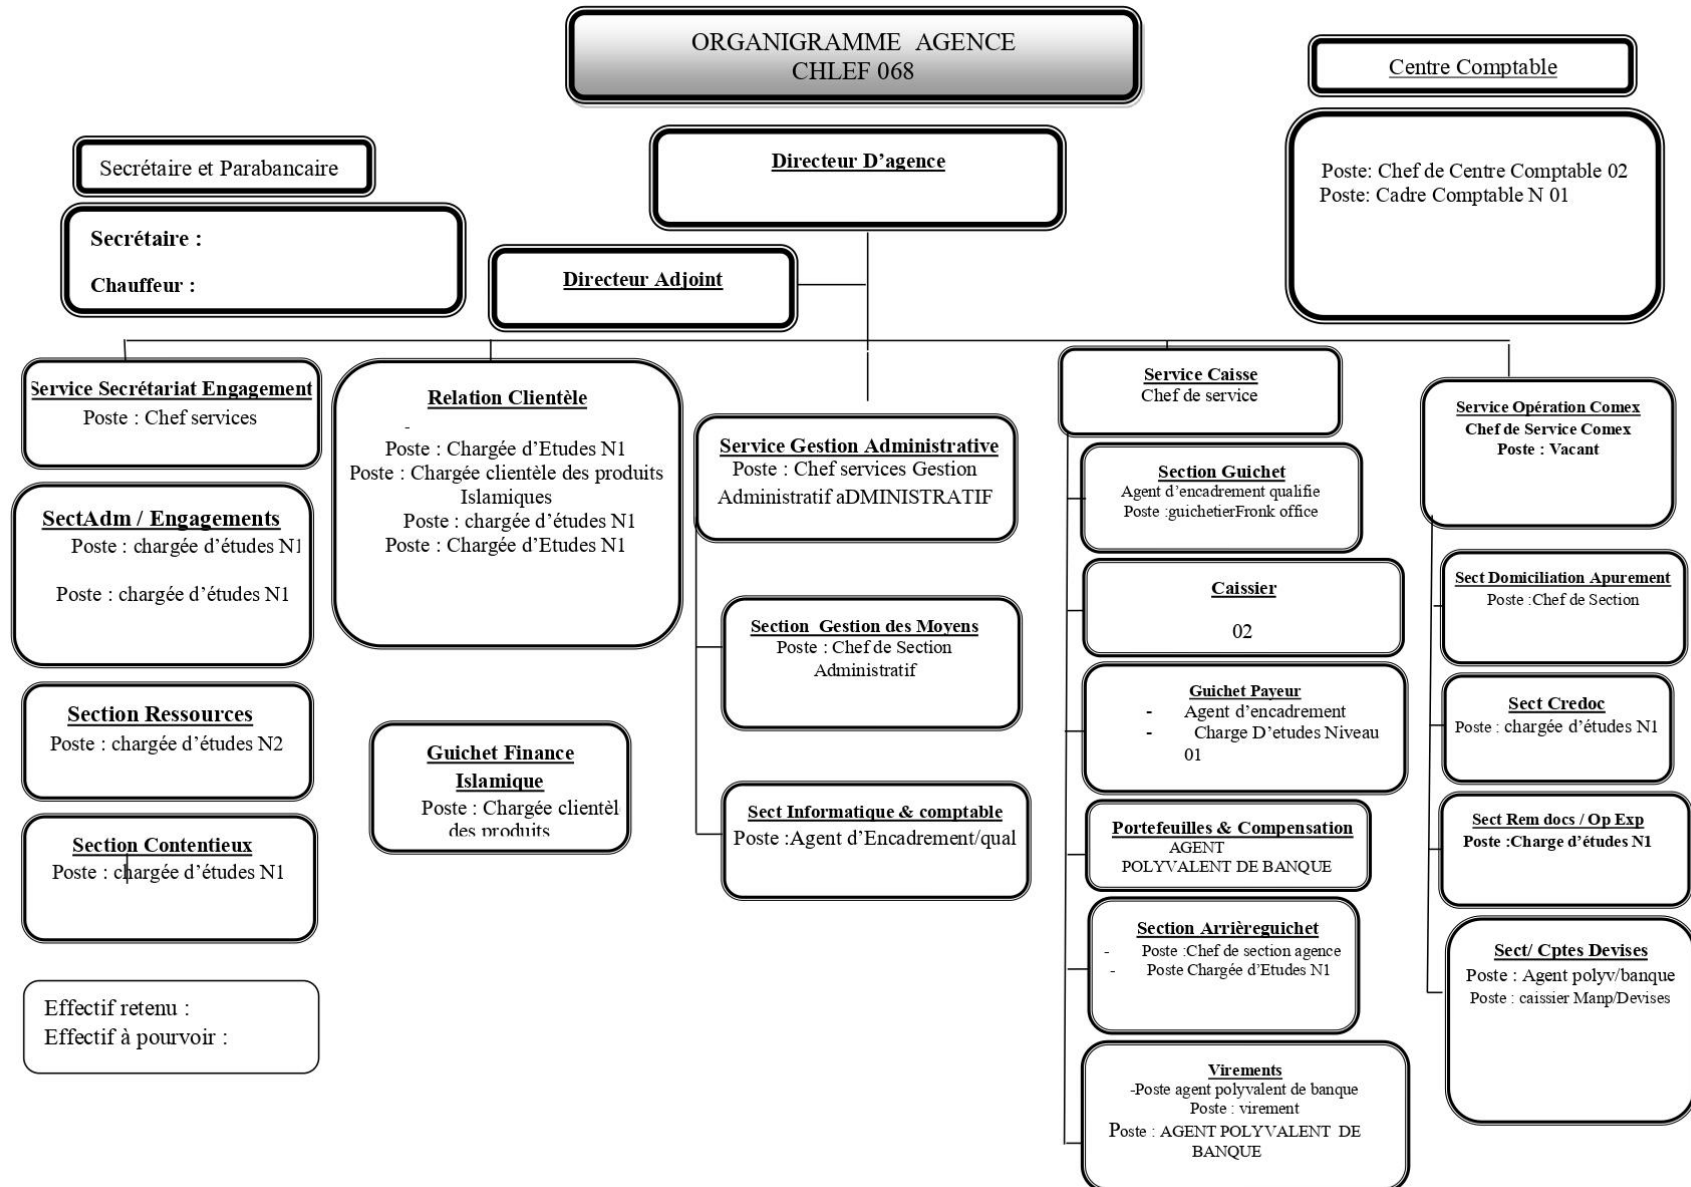 ORGANIGRAMME AGENCE
CHLEF 068
Centre Comptable
Poste: Chef de Centre Comptable 02
Poste: Cadre Comptable N 01
Secrétaire et Parabancaire
Secrétaire :
Chauffeur :
Directeur D’agence
Directeur Adjoint
Service Secrétariat Engagement
Poste : Chef services
SectAdm / Engagements
Poste : chargée d’études N1
Poste : chargée d’études N1
Section Ressources
Poste : chargée d’études N2
Section Contentieux
Poste : chargée d’études N1
Effectif retenu :
Effectif à pourvoir :
Relation Clientèle
-
Poste : Chargée d’Etudes N1
Poste : Chargée clientèle des produits
Islamiques
Poste : chargée d’études N1
Poste : Chargée d’Etudes N1
Guichet Finance
Islamique
Poste : Chargée clientèl
des produits
Service Gestion Administrative
Poste : Chef services Gestion
Administratif aDMINISTRATIF
Section Gestion des Moyens
Poste : Chef de Section
Administratif
Sect Informatique & comptable
Poste :Agent d’Encadrement/qual
Service Caisse
Chef de service
Section Guichet
Agent d’encadrement qualifie
Poste :guichetierFronk office
Caissier
02
Guichet Payeur
- Agent d’encadrement
- Charge D’etudes Niveau
01
Portefeuilles & Compensation
AGENT
POLYVALENT DE BANQUE
Section Arrièreguichet
- Poste :Chef de section agence
- Poste Chargée d’Etudes N1
Virements
-Poste agent polyvalent de banque
Poste : virement
Poste : AGENT POLYVALENT DE
BANQUE
Service Opération Comex
Chef de Service Comex
Poste : Vacant
Sect Domiciliation Apurement
Poste :Chef de Section
Sect Credoc
Poste : chargée d’études N1
Sect Rem docs / Op Exp
Poste :Charge d’études N1
Sect/ Cptes Devises
Poste : Agent polyv/banque
Poste : caissier Manp/Devises